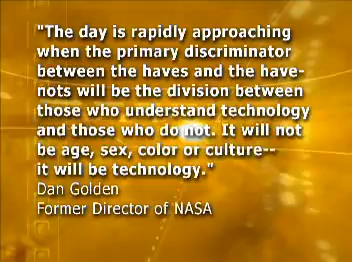 "The day is rapidly approaching
when the primary discriminator
between the haves and the have-
nots will be the division between
those who understand technology
and those who do not. It will not
be age, sex, color or culture--
it will be technology."
Dan Golden
Former Director of NASA